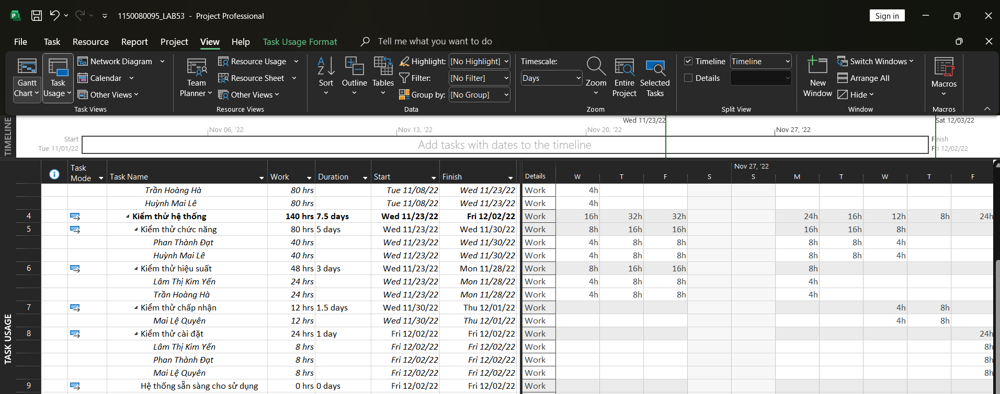 1150080095_LAB53 - Project Professional
Sign in
File Task Resource Report Project View Help Task Usage Format Tell me what you want to do
Gantt Chart
Task Usage
Network Diagram
Calendar
Other Views
Task Views
Team Planner
Resource Usage
Resource Sheet
Other Views
Resource Views
Sort
Outline
Tables
Highlight: [No Highlight]
Filter: [No Filter]
Group by: [No Group]
Data
Timescale:
Days
Zoom
Entire Project
Selected Tasks
Zoom
Timeline Timeline
Details
Split View
New Window
Switch Windows
Arrange All
Hide
Window
Macros
Macros
TIMELINE
Wed 11/23/22 Sat 12/03/22
Nov 06, '22 Nov 13, '22 Nov 20, '22 Nov 27, '22
Start
Tue 11/01/22
Add tasks with dates to the timeline
Finish
Fri 12/02/22
TASK USAGE
Task Mode Task Name Work Duration Start Finish Details
Nov 27, '22
W T F S S M T W T F
Trần Hoàng Hà 80 hrs Tue 11/08/22 Wed 11/23/22 Work 4h
Huỳnh Mai Lê 80 hrs Tue 11/08/22 Wed 11/23/22 Work 4h
4 Kiểm thử hệ thống 140 hrs 7.5 days Wed 11/23/22 Fri 12/02/22 Work 16h 32h 32h 24h 16h 12h 8h 24h
5 Kiểm thử chức năng 80 hrs 5 days Wed 11/23/22 Wed 11/30/22 Work 8h 16h 16h 16h 16h 8h
Phan Thành Đạt 40 hrs Wed 11/23/22 Wed 11/30/22 Work 4h 8h 8h 8h 8h 4h
Huỳnh Mai Lê 40 hrs Wed 11/23/22 Wed 11/30/22 Work 4h 8h 8h 8h 8h 4h
6 Kiểm thử hiệu suất 48 hrs 3 days Wed 11/23/22 Mon 11/28/22 Work 8h 16h 16h 8h
Lâm Thị Kim Yến 24 hrs Wed 11/23/22 Mon 11/28/22 Work 4h 8h 8h 4h
Trần Hoàng Hà 24 hrs Wed 11/23/22 Mon 11/28/22 Work 4h 8h 8h 4h
7 Kiểm thử chấp nhận 12 hrs 1.5 days Wed 11/30/22 Thu 12/01/22 Work 4h 8h
Mai Lệ Quyên 12 hrs Wed 11/30/22 Thu 12/01/22 Work 4h 8h
8 Kiểm thử cài đặt 24 hrs 1 day Fri 12/02/22 Fri 12/02/22 Work 24h
Lâm Thị Kim Yến 8 hrs Fri 12/02/22 Fri 12/02/22 Work 8h
Phan Thành Đạt 8 hrs Fri 12/02/22 Fri 12/02/22 Work 8h
Mai Lệ Quyên 8 hrs Fri 12/02/22 Fri 12/02/22 Work 8h
9 Hệ thống sẵn sàng cho sử dụng 0 hrs 0 days Fri 12/02/22 Fri 12/02/22 Work